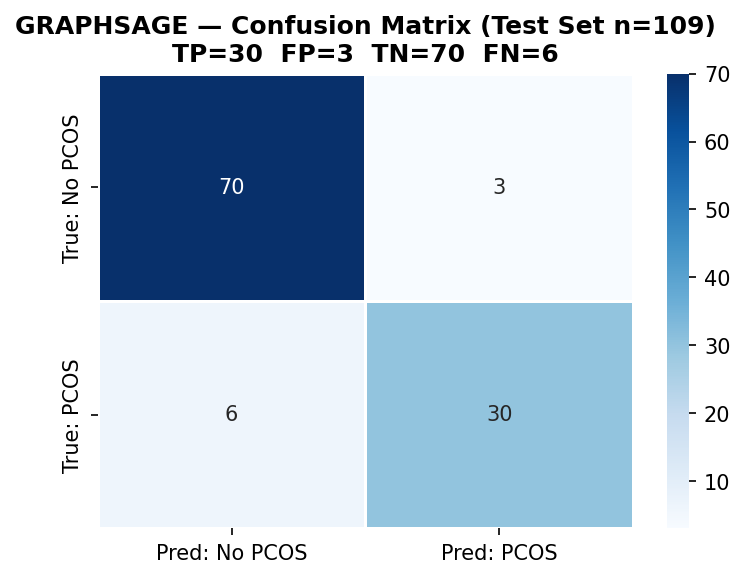 GRAPHSAGE — Confusion Matrix (Test Set n=109)
TP=30  FP=3  TN=70  FN=6
True: No PCOS
70
3
True: PCOS
6
30
Pred: No PCOS
Pred: PCOS
70
60
50
40
30
20
10